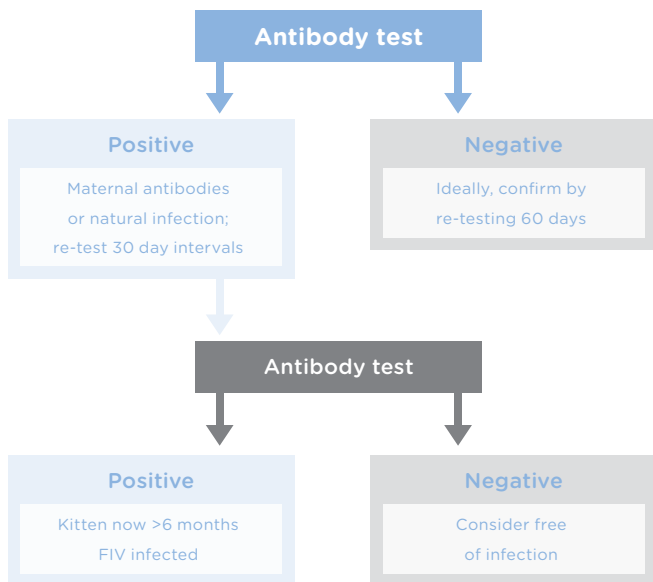 Antibody test
Positive
Maternal antibodies
or natural infection;
re-test 30 day intervals
Negative
Ideally, confirm by
re-testing 60 days
Antibody test
Positive
Kitten now >6 months
FIV infected
Negative
Consider free
of infection